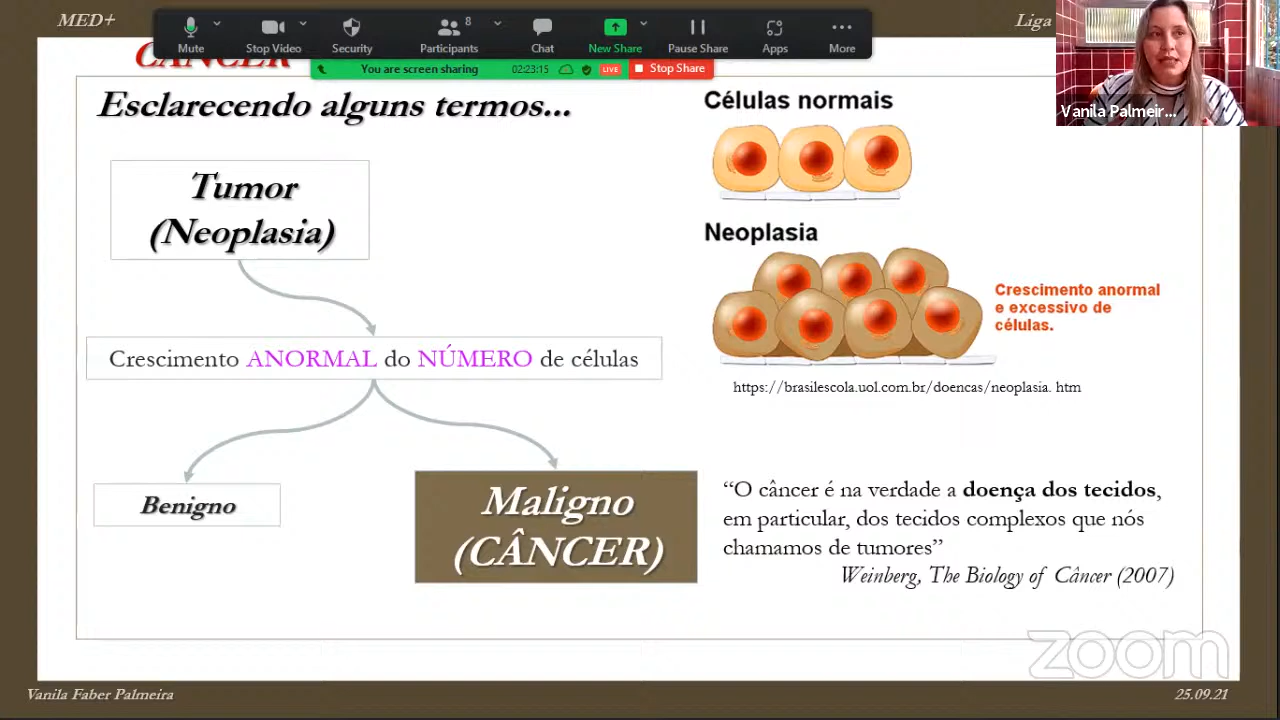 MED+
Liga
Mute
Stop Video
Security
Participants
8
Chat
New Share
Pause Share
Apps
More
You are screen sharing
02:23:15
LIVE
Stop Share
CÂNCER
Vanila Palmeir...
Esclarecendo alguns termos...
Tumor
(Neoplasia)
Crescimento ANORMAL do NÚMERO de células
Benigno
Maligno
(CÂNCER)
Células normais
Neoplasia
Crescimento anormal
e excessivo de
células.
https://brasilescola.uol.com.br/doencas/neoplasia. htm
“O câncer é na verdade a doença dos tecidos,
em particular, dos tecidos complexos que nós
chamamos de tumores”
Weinberg, The Biology of Câncer (2007)
zoom
Vanila Faber Palmeira
25.09.21